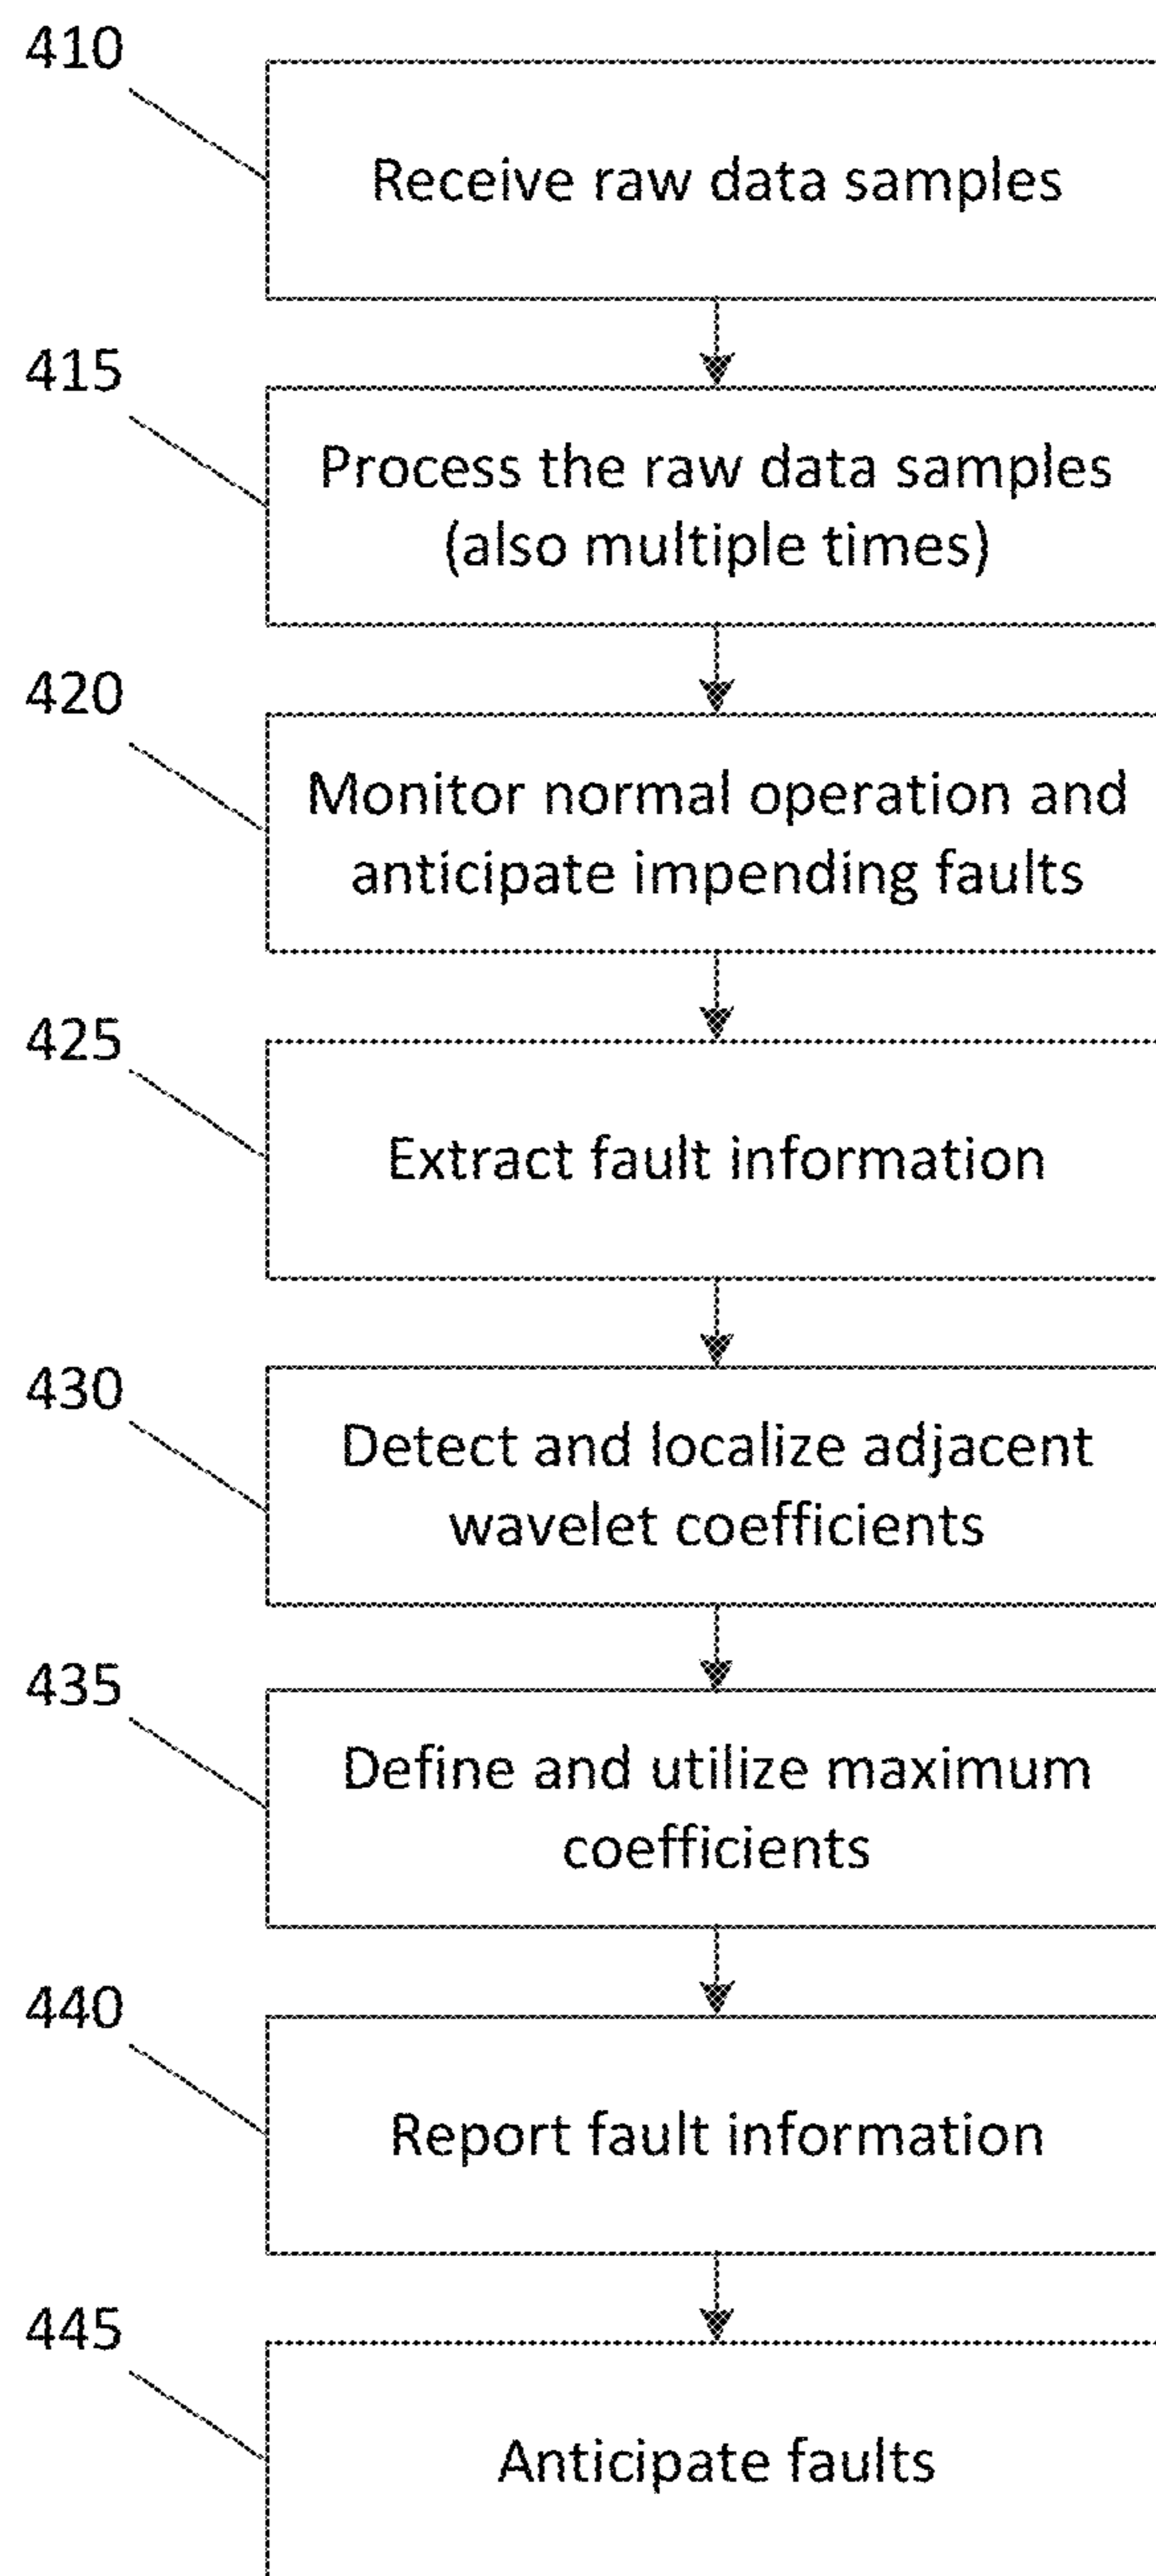 410
Receive raw data samples
415
Process the raw data samples
(also multiple times)
420
Monitor normal operation and
anticipate impending faults
425
Extract fault information
430
Detect and localize adjacent
wavelet coefficients
435
Define and utilize maximum
coefficients
440
Report fault information
445
Anticipate faults